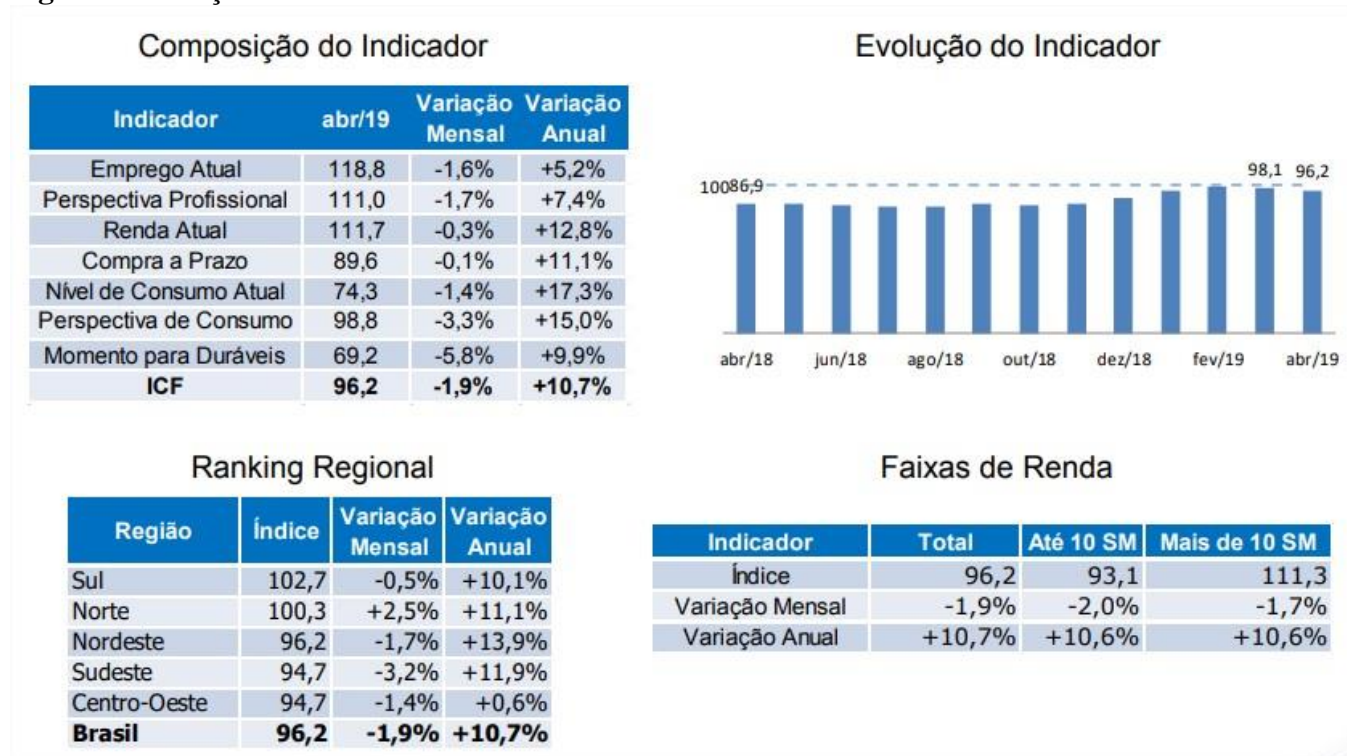 Composição do Indicador
Indicador abr/19 Variação Mensal Variação Anual
Emprego Atual 118,8 -1,6% +5,2%
Perspectiva Profissional 111,0 -1,7% +7,4%
Renda Atual 111,7 -0,3% +12,8%
Compra a Prazo 89,6 -0,1% +11,1%
Nível de Consumo Atual 74,3 -1,4% +17,3%
Perspectiva de Consumo 98,8 -3,3% +15,0%
Momento para Duráveis 69,2 -5,8% +9,9%
ICF 96,2 -1,9% +10,7%
Evolução do Indicador
98,1 96,2
100 86,9
abr/18 jun/18 ago/18 out/18 dez/18 fev/19 abr/19
Ranking Regional
Região Índice Variação Mensal Variação Anual
Sul 102,7 -0,5% +10,1%
Norte 100,3 +2,5% +11,1%
Nordeste 96,2 -1,7% +13,9%
Sudeste 94,7 -3,2% +11,9%
Centro-Oeste 94,7 -1,4% +0,6%
Brasil 96,2 -1,9% +10,7%
Faixas de Renda
Indicador Total Até 10 SM Mais de 10 SM
Índice 96,2 93,1 111,3
Variação Mensal -1,9% -2,0% -1,7%
Variação Anual +10,7% +10,6% +10,6%